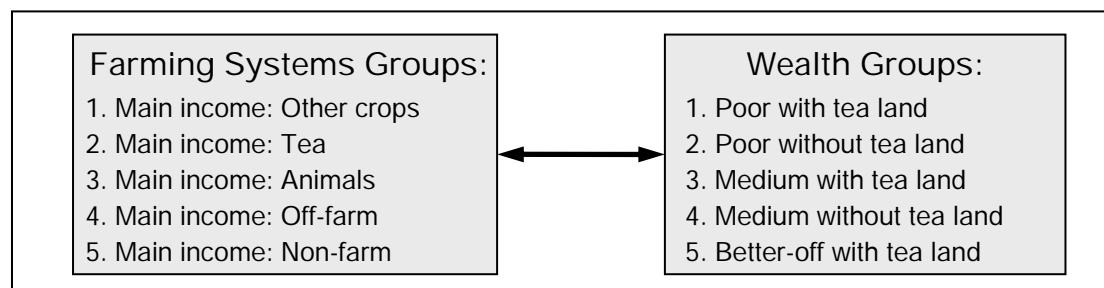 Farming Systems Groups:
1. Main income: Other crops
2. Main income: Tea
3. Main income: Animals
4. Main income: Off-farm
5. Main income: Non-farm
Wealth Groups:
1. Poor with tea land
2. Poor without tea land
3. Medium with tea land
4. Medium without tea land
5. Better-off with tea land